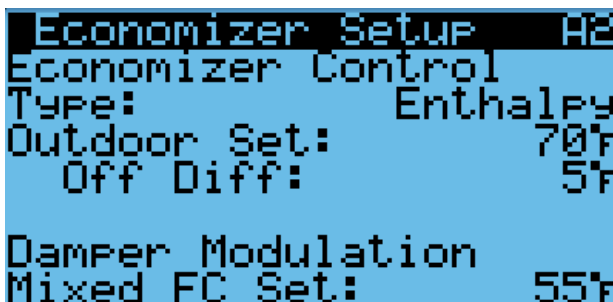 Economizer Setup A2
Economizer Control
Type: Enthalpy
Outdoor Set: 70°F
Off Diff: 5°F
Damper Modulation
Mixed FC Set: 55°F